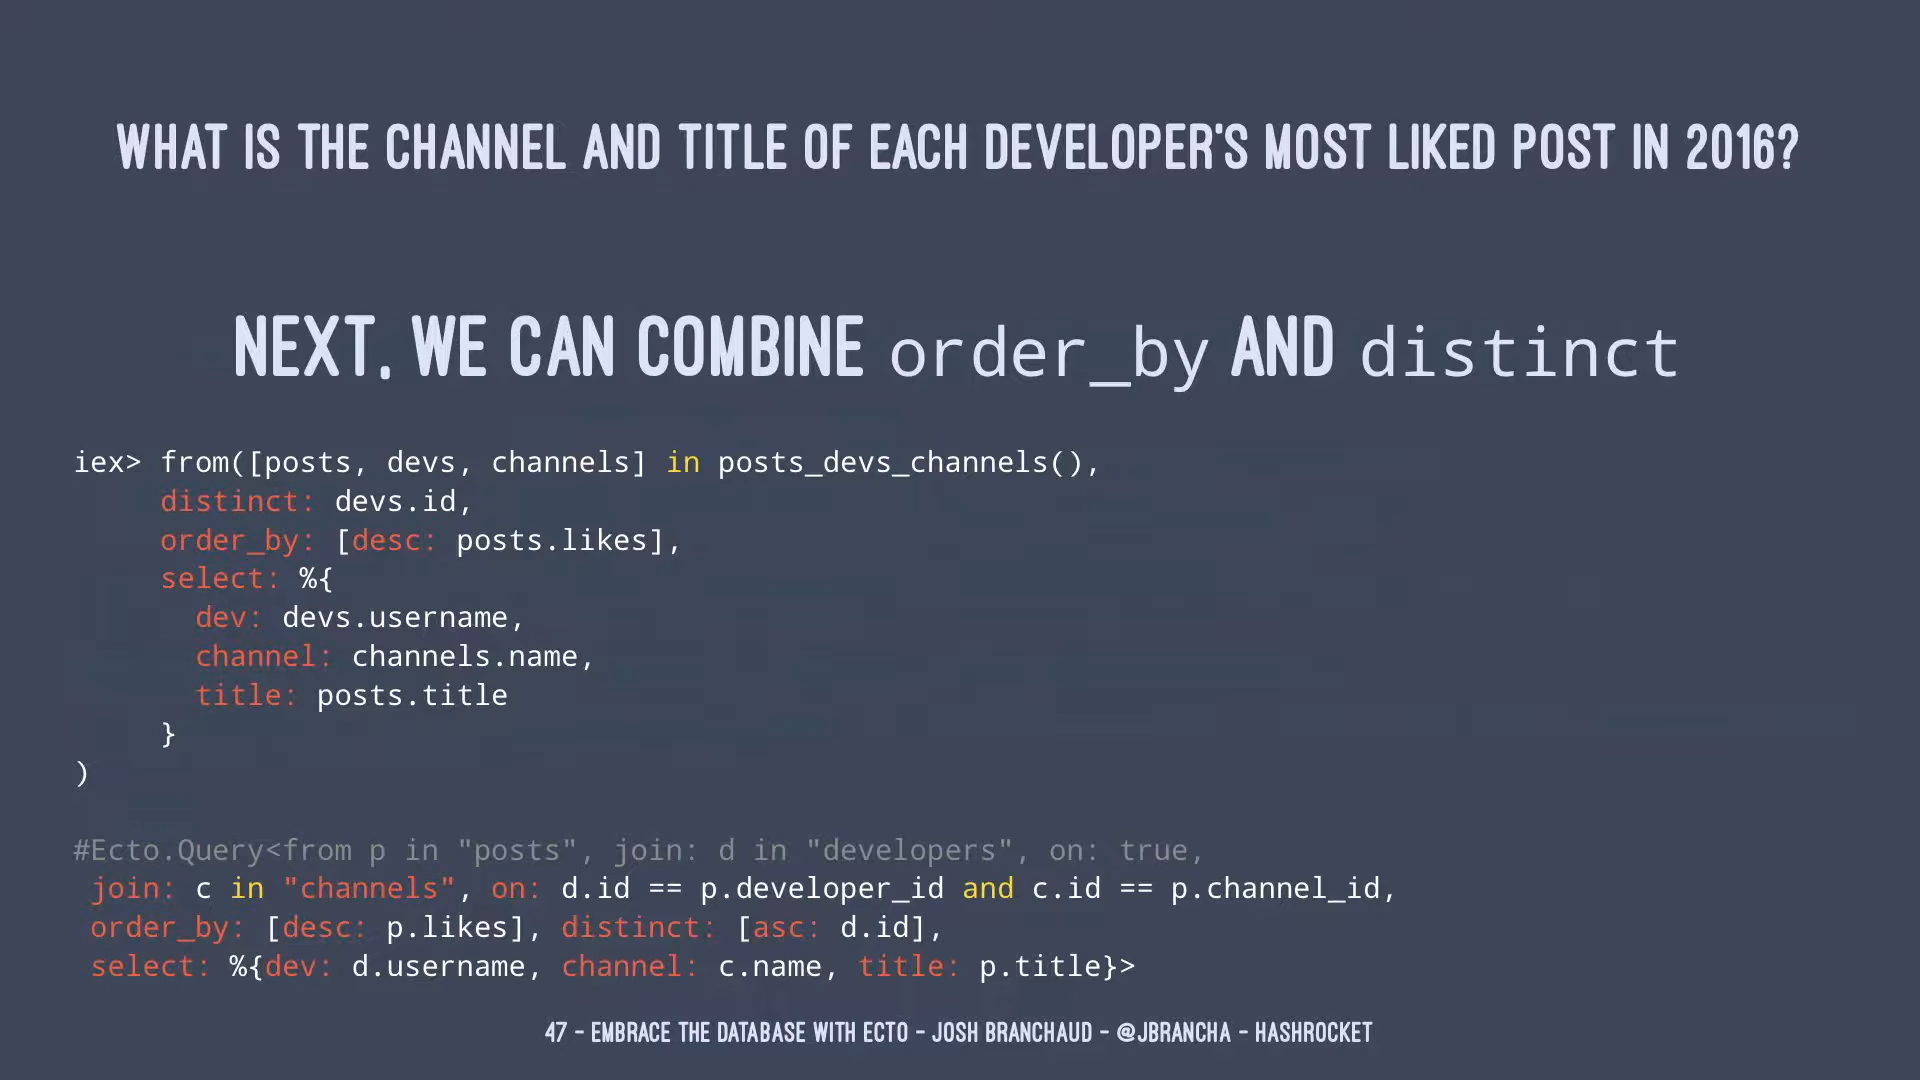 WHAT IS THE CHANNEL AND TITLE OF EACH DEVELOPER'S MOST LIKED POST IN 2016?
NEXT, WE CAN COMBINE order_by AND distinct
iex> from([posts, devs, channels] in posts_devs_channels(),
     distinct: devs.id,
     order_by: [desc: posts.likes],
     select: %{
       dev: devs.username,
       channel: channels.name,
       title: posts.title
     }
)
#Ecto.Query<from p in "posts", join: d in "developers", on: true,
 join: c in "channels", on: d.id == p.developer_id and c.id == p.channel_id,
 order_by: [desc: p.likes], distinct: [asc: d.id],
 select: %{dev: d.username, channel: c.name, title: p.title}>
47 - EMBRACE THE DATABASE WITH ECTO - JOSH BRANCHAUD - @JBRANCHA - HASHROCKET